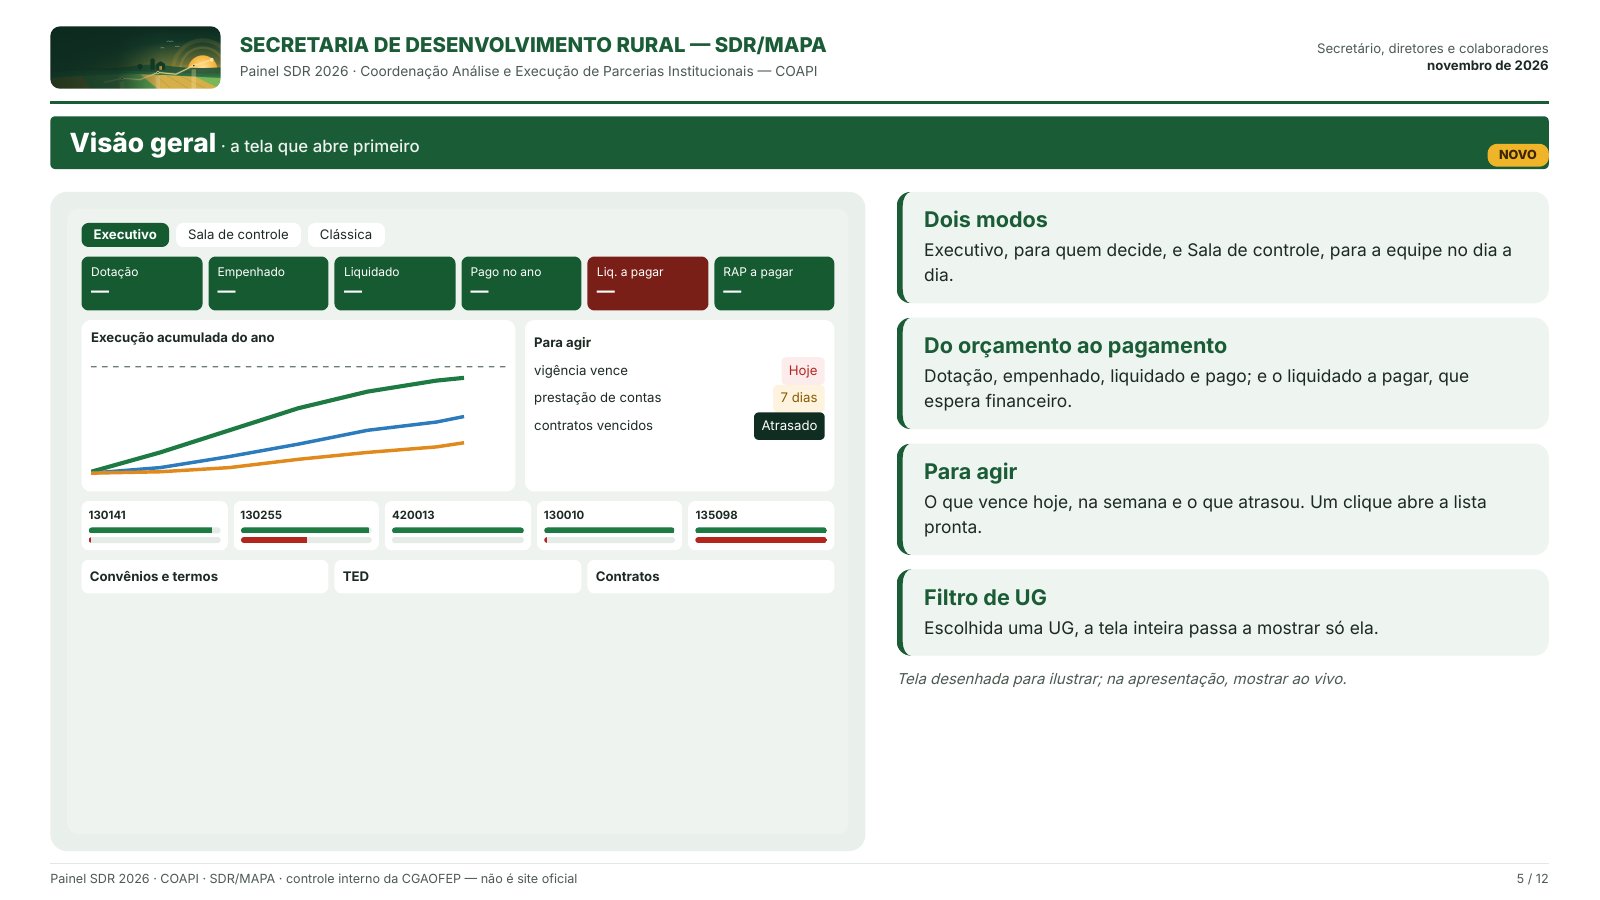 SECRETARIA DE DESENVOLVIMENTO RURAL — SDR/MAPA
Painel SDR 2026 · Coordenação Análise e Execução de Parcerias Institucionais — COAPI
Secretário, diretores e colaboradores
novembro de 2026
Visão geral · a tela que abre primeiro
NOVO
Executivo
Sala de controle
Clássica
Dotação
—
Empenhado
—
Liquidado
—
Pago no ano
—
Liq. a pagar
—
RAP a pagar
—
Execução acumulada do ano
Para agir
vigência vence
Hoje
prestação de contas
7 dias
contratos vencidos
Atrasado
130141
130255
420013
130010
135098
Convênios e termos
TED
Contratos
Dois modos
Executivo, para quem decide, e Sala de controle, para a equipe no dia a
dia.
Do orçamento ao pagamento
Dotação, empenhado, liquidado e pago; e o liquidado a pagar, que
espera financeiro.
Para agir
O que vence hoje, na semana e o que atrasou. Um clique abre a lista
pronta.
Filtro de UG
Escolhida uma UG, a tela inteira passa a mostrar só ela.
Tela desenhada para ilustrar; na apresentação, mostrar ao vivo.
Painel SDR 2026 · COAPI · SDR/MAPA · controle interno da CGAOFEP — não é site oficial
5 / 12